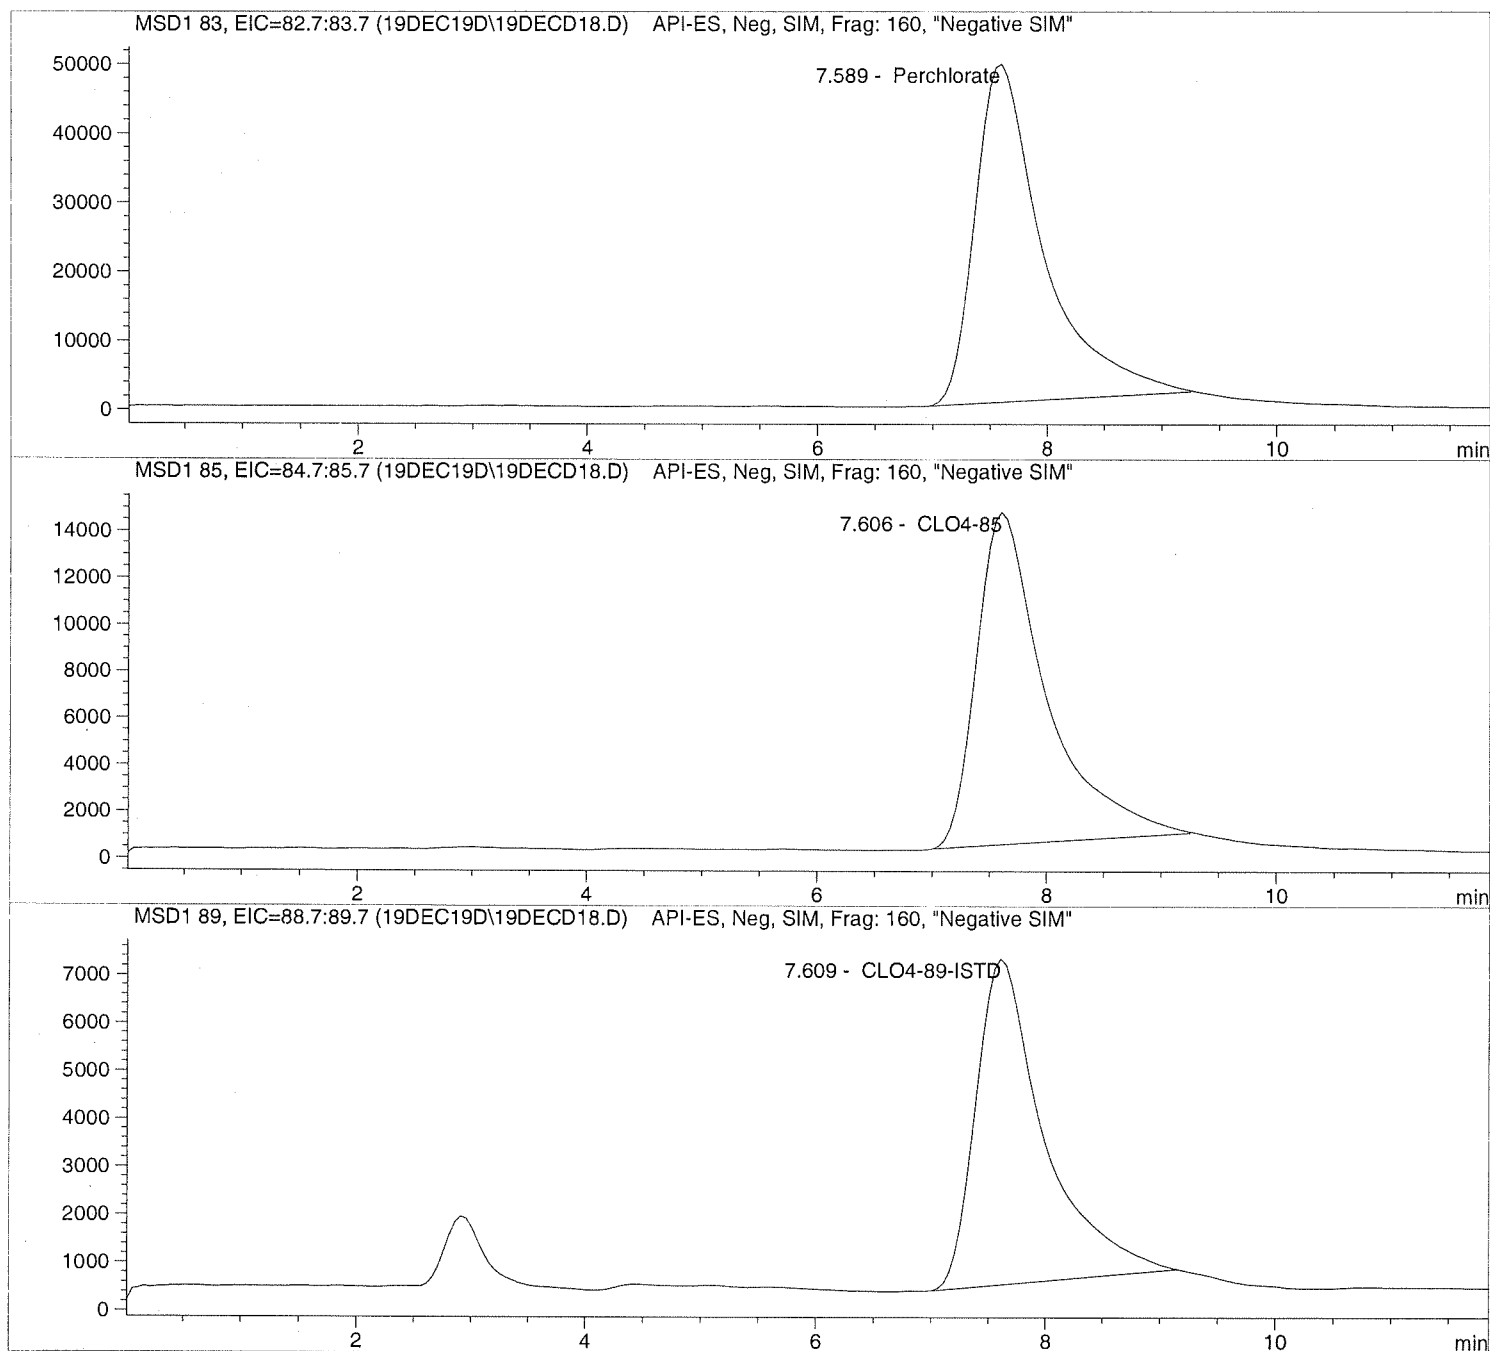 MSD1 83, EIC=82.7:83.7 (19DEC19D\19DECD18.D) API-ES, Neg, SIM, Frag: 160, "Negative SIM"
50000
7.589 - Perchlorate
40000
30000
20000
10000
0
2 4 6 8 10 min
MSD1 85, EIC=84.7:85.7 (19DEC19D\19DECD18.D) API-ES, Neg, SIM, Frag: 160, "Negative SIM"
14000
7.606 - CLO4-85
12000
10000
8000
6000
4000
2000
0
2 4 6 8 10 min
MSD1 89, EIC=88.7:89.7 (19DEC19D\19DECD18.D) API-ES, Neg, SIM, Frag: 160, "Negative SIM"
7000
7.609 - CLO4-89-ISTD
6000
5000
4000
3000
2000
1000
0
2 4 6 8 10 min